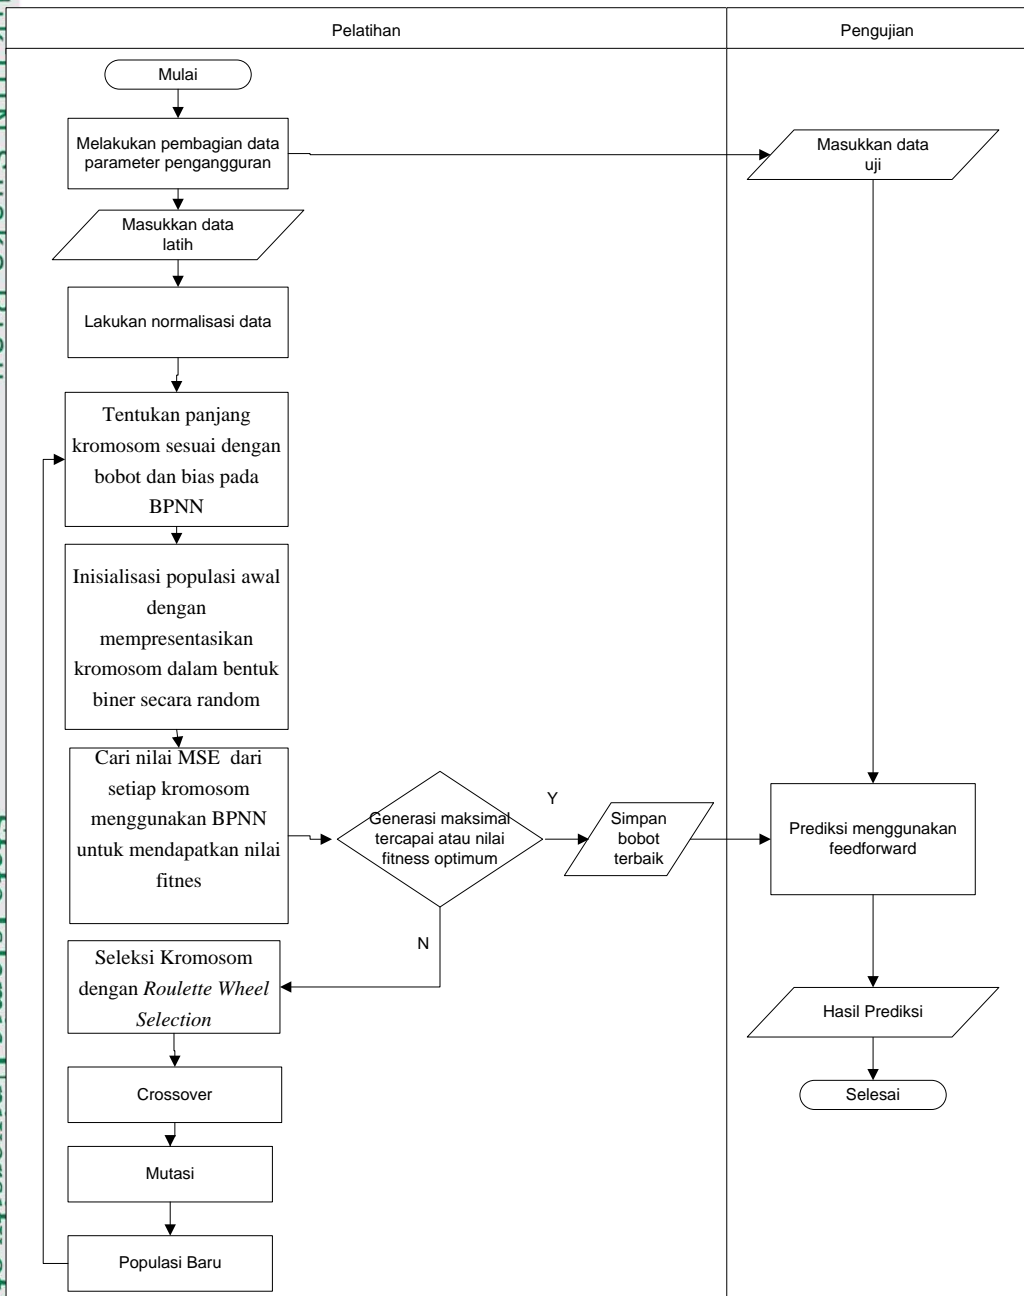 Pelatihan
Pengujian
Mulai
Melakukan pembagian data
parameter pengangguran
Masukkan data
uji
Masukkan data
latih
Lakukan normalisasi data
Tentukan panjang
kromosom sesuai dengan
bobot dan bias pada
BPNN
Inisialisasi populasi awal
dengan
mempresentasikan
kromosom dalam bentuk
biner secara random
Cari nilai MSE dari
setiap kromosom
menggunakan BPNN
untuk mendapatkan nilai
fitnes
Generasi maksimal
tercapai atau nilai
fitness optimum
Y
N
Simpan
bobot
terbaik
Prediksi menggunakan
feedforward
Seleksi Kromosom
dengan Roulette Wheel
Selection
Hasil Prediksi
Crossover
Selesai
Mutasi
Populasi Baru